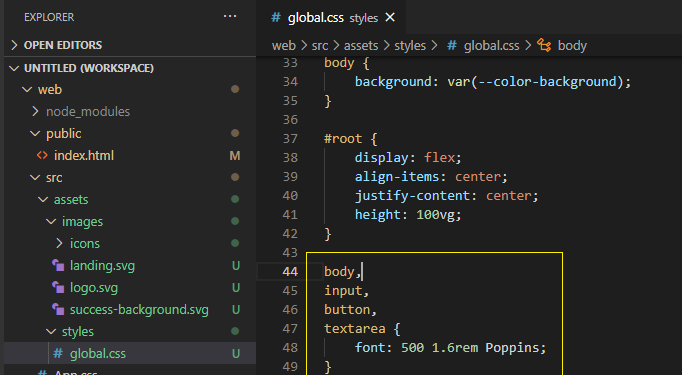 EXPLORER ···
OPEN EDITORS
UNTITLED (WORKSPACE)
web
node_modules
public
index.html M
src
assets
images
icons
landing.svg U
logo.svg U
success-background.svg U
styles
# global.css U
# App.css
# global.css styles
web > src > assets > styles > # global.css > body
33 body {
34 background: var(--color-background);
35 }
36
37 #root {
38 display: flex;
39 align-items: center;
40 justify-content: center;
41 height: 100vg;
42 }
43
44 body,
45 input,
46 button,
47 textarea {
48 font: 500 1.6rem Poppins;
49 }